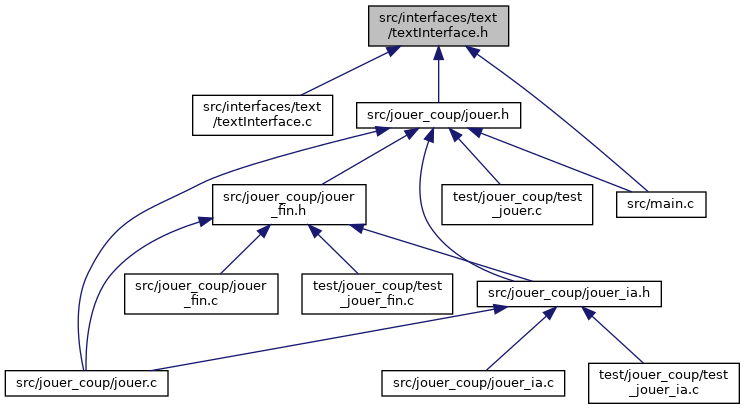 src/interfaces/text
/textInterface.h
src/interfaces/text
/textInterface.c
src/jouer_coup/jouer.h
src/jouer_coup/jouer
_fin.h
test/jouer_coup/test
_jouer.c
src/main.c
src/jouer_coup/jouer
_fin.c
test/jouer_coup/test
_jouer_fin.c
src/jouer_coup/jouer_ia.h
src/jouer_coup/jouer.c
src/jouer_coup/jouer_ia.c
test/jouer_coup/test
_jouer_ia.c